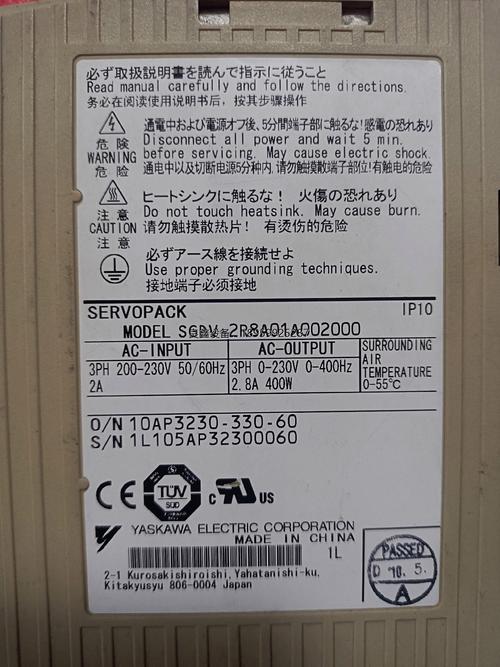 必ず取扱説明書を読んで指示に従うこと
Read manual carefully and follow the directions.
务必在阅读使用说明书后，按其步骤操作
危険
WARNING
危险
通電中および電源オフ後、5分間端子部に触るな！感電の恐れあり
Disconnect all power and wait 5 min.
before servicing. May cause electric shock.
通电中以及切断电源5分钟内，请勿触摸散端子部位！有触电的危险
注意
CAUTION
注意
ヒートシンクに触るな！ 火傷の恐れあり
Do not touch heatsink. May cause burn.
请勿触摸散热片！ 有烫伤的危险
必ずアース線を接続せよ
Use proper grounding techniques.
接地端子必须接地
SERVOPACK IP10
MODEL 2R8A01A002000
AC-INPUT AC-OUTPUT SURROUNDING AIR TEMPERATURE 0-55℃
3PH 200-230V 50/60Hz 3PH 0-230V 0-400Hz
2A 2.8A 400W
O/N 10AP3230-330-60
S/N 1L105AP32300060
CE TÜV c US
YASKAWA ELECTRIC CORPORATION
MADE IN CHINA
1L
2-1 Kurosakishiroishi, Yahatanishi-ku,
Kitakyusyu 806-0004 Japan
PASSED
D '10. 5.
A